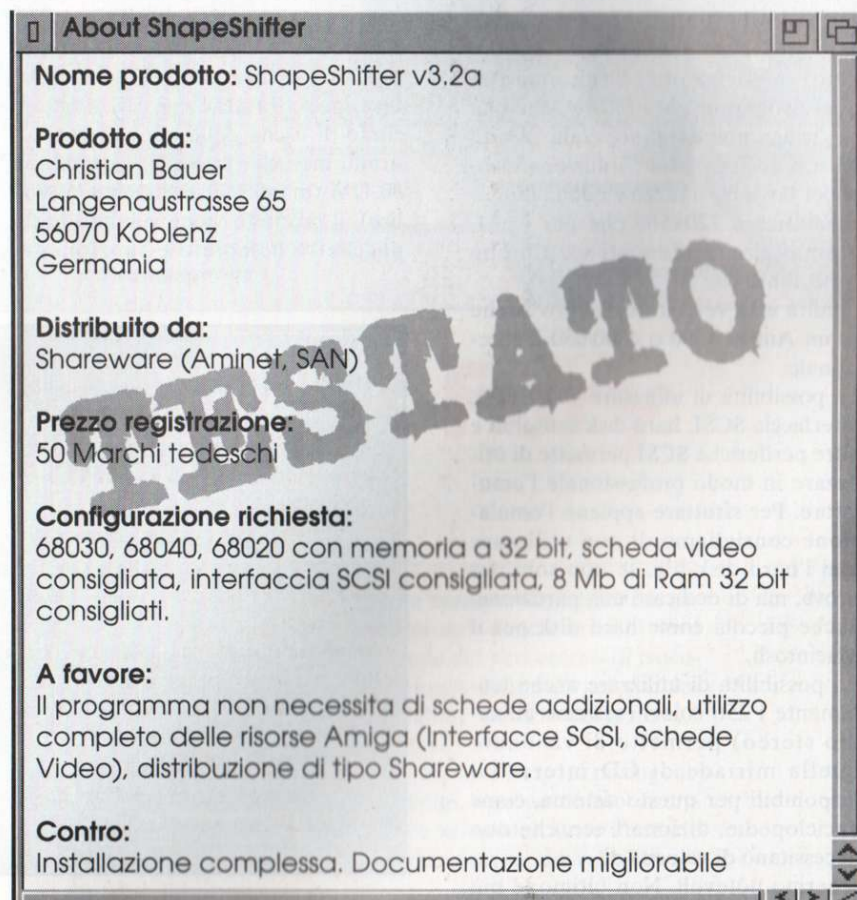 About ShapeShifter
Nome prodotto: ShapeShifter v3.2a
Prodotto da:
Christian Bauer
Langenaustrasse 65
56070 Koblenz
Germania
Distribuito da:
Shareware (Aminet, SAN)
TESTATO
Prezzo registrazione:
50 Marchi tedeschi
Configurazione richiesta:
68030, 68040, 68020 con memoria a 32 bit, scheda video
consigliata, interfaccia SCSI consigliata, 8 Mb di Ram 32 bit
consigliati.
A favore:
Il programma non necessita di schede addizionali, utilizzo
completo delle risorse Amiga (Interfacce SCSI, Schede
Video), distribuzione di tipo Shareware.
Contro:
Installazione complessa. Documentazione migliorabile